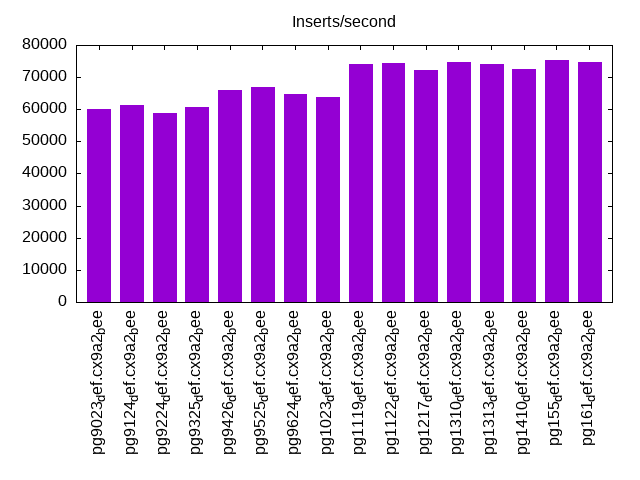 Inserts/second
80000
70000
60000
50000
40000
30000
20000
10000
0
pg9023def.cx9a2bee
pg9124def.cx9a2bee
pg9224def.cx9a2bee
pg9325def.cx9a2bee
pg9426def.cx9a2bee
pg9525def.cx9a2bee
pg9624def.cx9a2bee
pg1023def.cx9a2bee
pg1119def.cx9a2bee
pg1122def.cx9a2bee
pg1217def.cx9a2bee
pg1310def.cx9a2bee
pg1313def.cx9a2bee
pg1410def.cx9a2bee
pg155def.cx9a2bee
pg161def.cx9a2bee